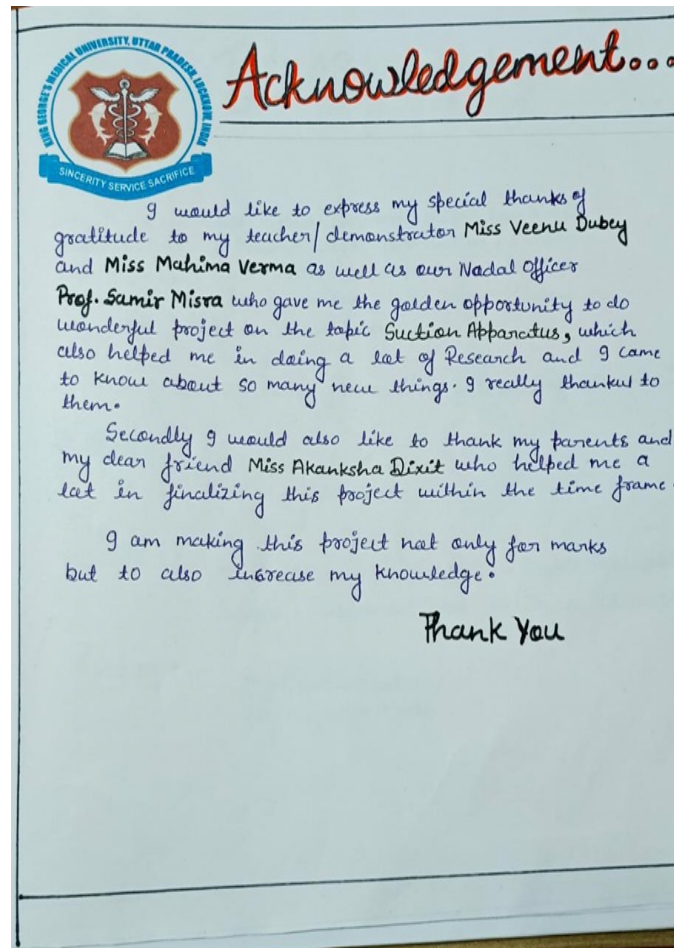 KING GEORGE'S MEDICAL UNIVERSITY, UTTAR PRADESH, LUCKNOW, INDIA
SINCERITY SERVICE SACRIFICE
Acknowledgement...
I would like to express my special thanks of
gratitude to my teacher/demonstrator Miss Veenu Dubey
and Miss Mahima Verma as well as our Nodal Officer
Prof. Samir Misra who gave me the golden opportunity to do
wonderful project on the topic Suction Apparatus, which
also helped me in doing a lot of Research and I came
to know about so many new things. I really thankul to
them.
Secondly I would also like to thank my parents and
my dear friend Miss Akanksha Dixit who helped me a
lot in finalizing this project within the time frame.
I am making this project not only for marks
but to also increase my knowledge.
Thank You